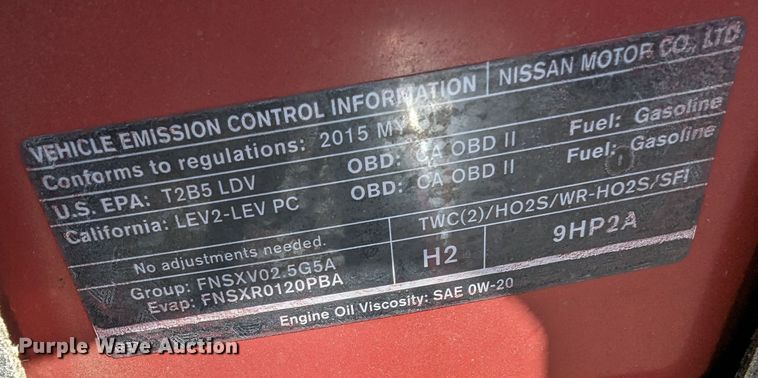 VEHICLE EMISSION CONTROL INFORMATION | NISSAN MOTOR CO., LTD
Conforms to regulations: 2015 MY
U.S. EPA: T2B5 LDV OBD: CA OBD II Fuel: Gasoline
California: LEV2-LEV PC OBD: CA OBD II Fuel: Gasoline
No adjustments needed. TWC(2)/HO2S/WR-HO2S/SFI
Group: FNSXV02.5G5A H2 9HP2A
Evap: FNSXR0120PBA
Engine Oil Viscosity: SAE 0W-20
Purple Wave Auction